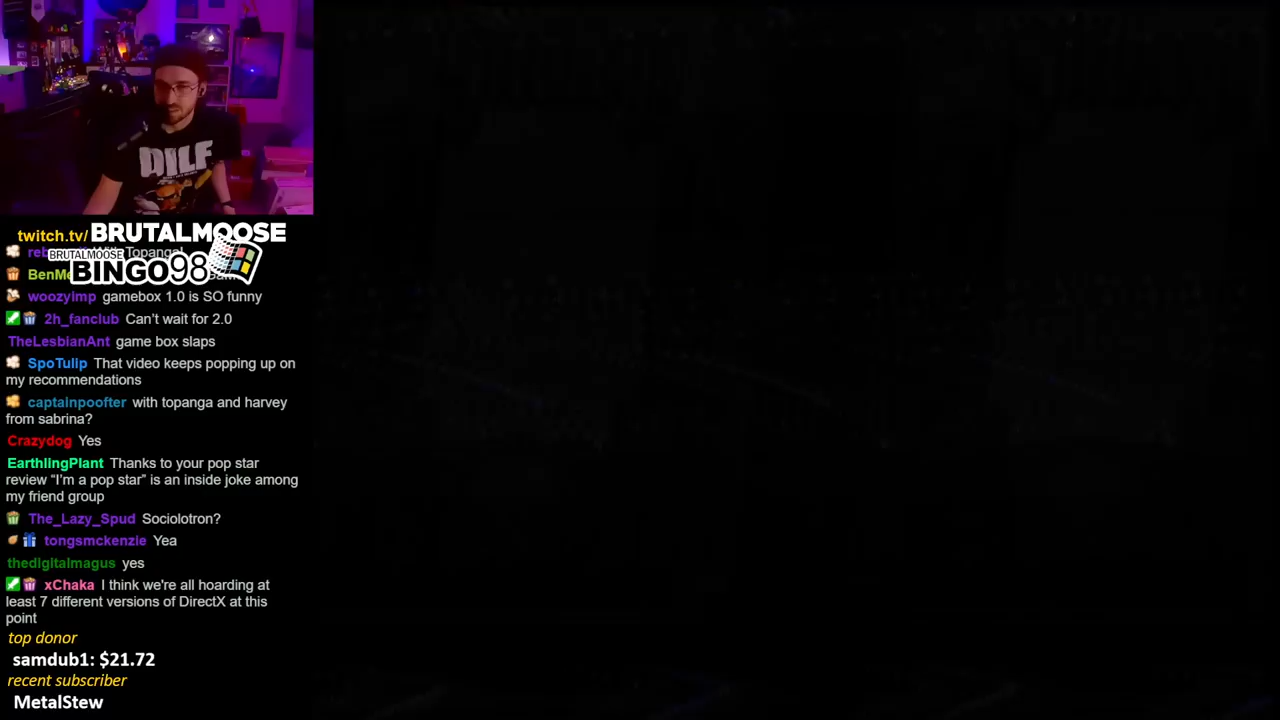 DILF
twitch.tv/BRUTALMOOSE
Topanga!
BRUTALMOOSE
BINGO98
woozylmp gamebox 1.0 is SO funny
2h_fanclub Can't wait for 2.0
TheLesbianAnt game box slaps
SpoTulip That video keeps popping up on
my recommendations
captainpoofter with topanga and harvey
from sabrina?
Crazydog Yes
EarthlingPlant Thanks to your pop star
review “I'm a pop star” is an inside joke among
my friend group
The_Lazy_Spud Sociolotron?
tongsmckenzie Yea
thedigitalmagus yes
xChaka I think we're all hoarding at
least 7 different versions of DirectX at this
point
top donor
samdub1: $21.72
recent subscriber
MetalStew